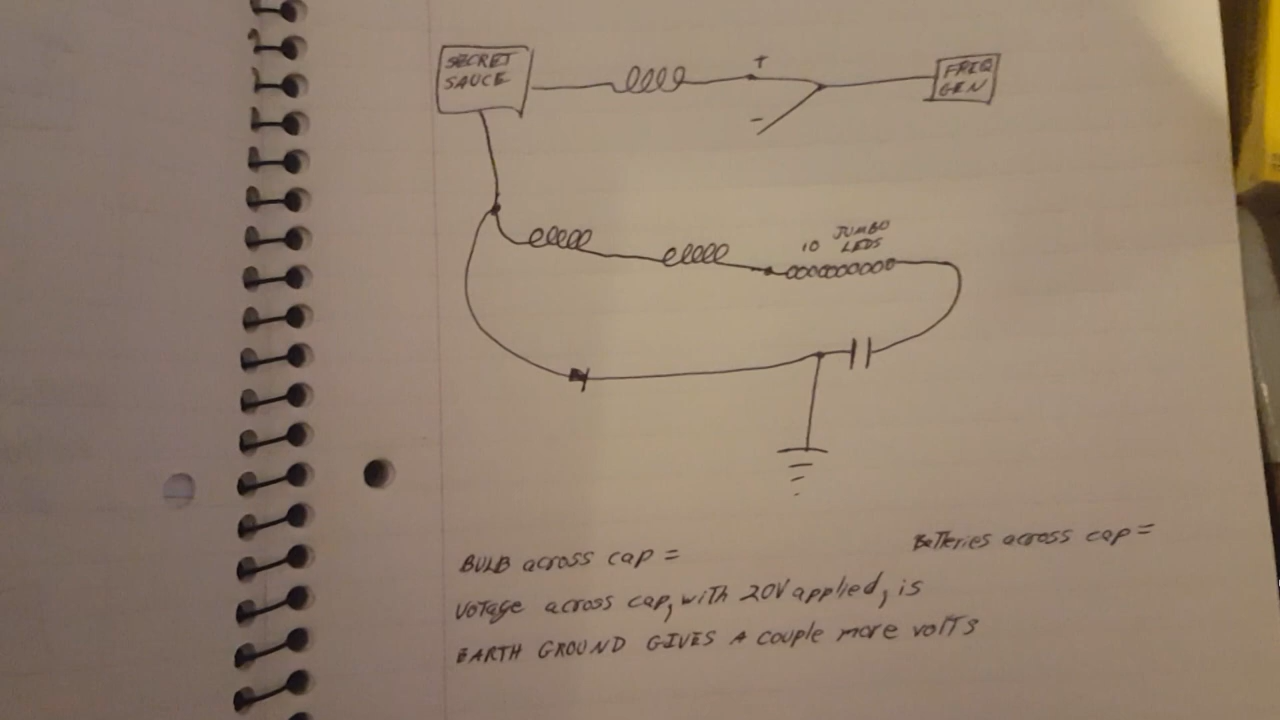 SECRET
SAUCE
+
-
FREQ
GEN
10 JUMBO
LEDS
BULB across cap =
Batteries across cap =
VOTAGE across cap, with 20V applied, is
EARTH GROUND GIVES A couple more volts